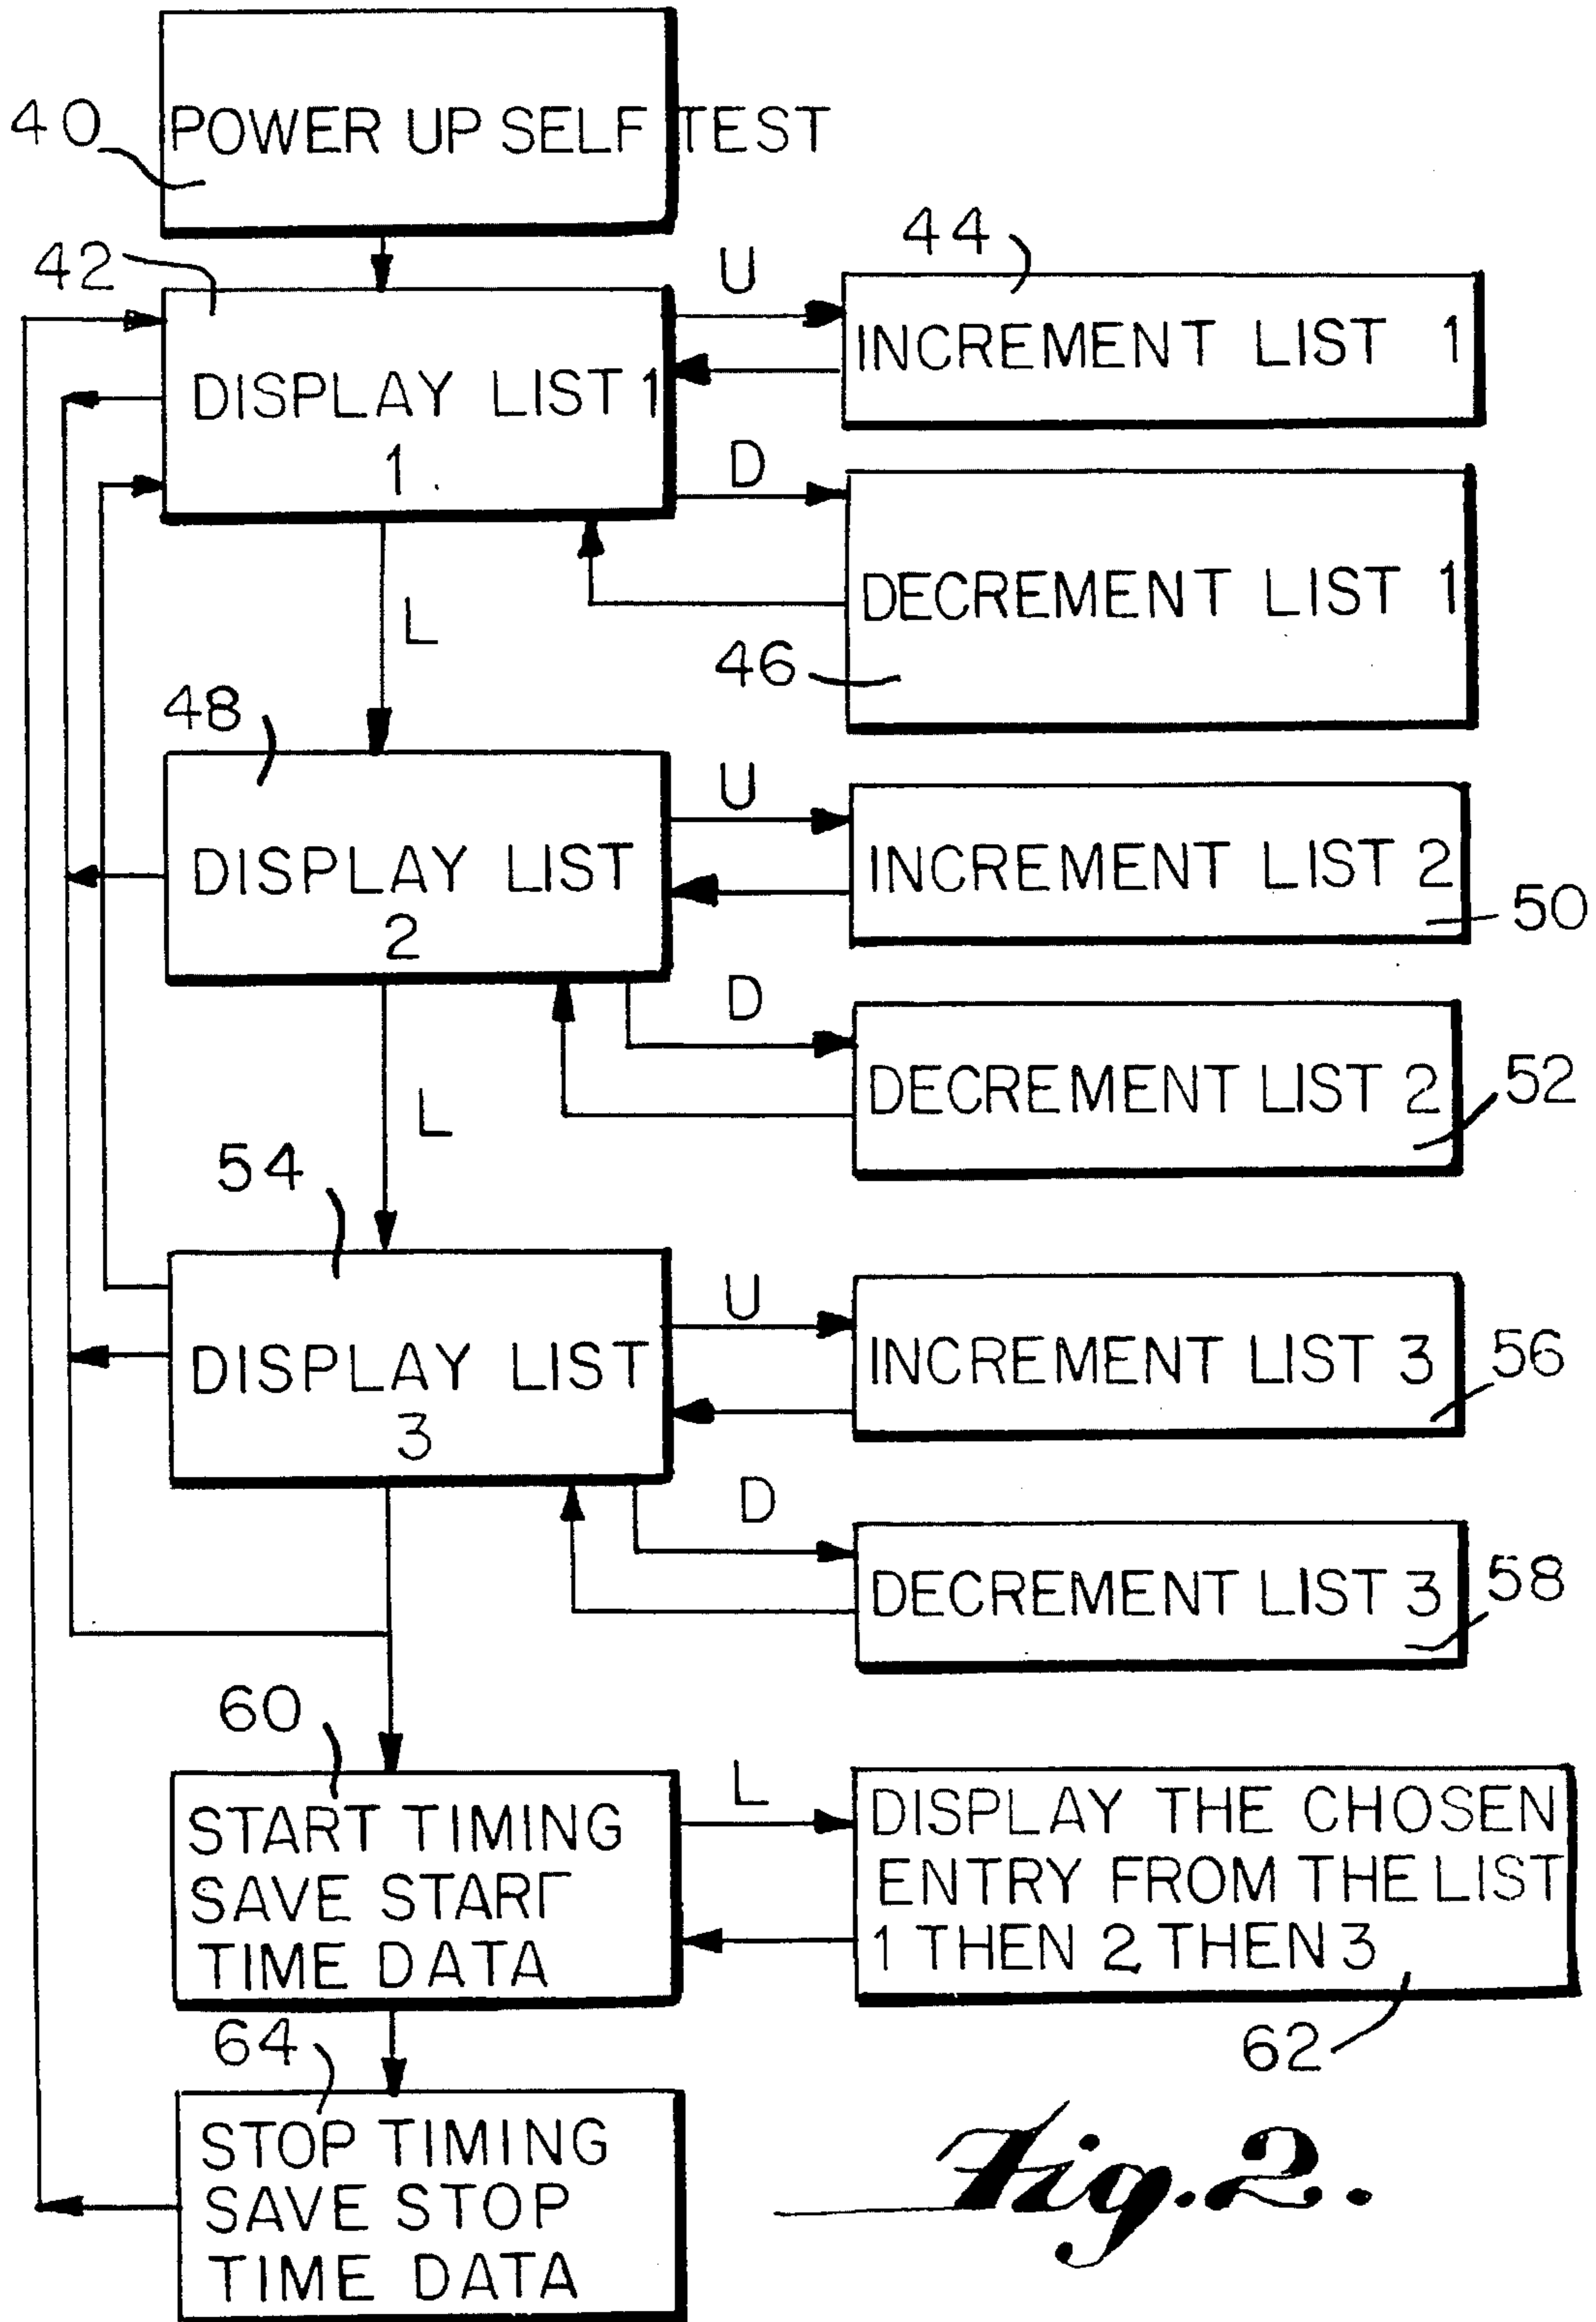 40
POWER UP SELF TEST
42
44
U
INCREMENT LIST 1
DISPLAY LIST 1
1
D
DECREMENT LIST 1
L
46
48
U
DISPLAY LIST
2
INCREMENT LIST 2
50
D
DECREMENT LIST 2
52
L
54
U
DISPLAY LIST
3
INCREMENT LIST 3
56
D
DECREMENT LIST 3
58
60
START TIMING
SAVE START
TIME DATA
L
DISPLAY THE CHOSEN
ENTRY FROM THE LIST
1 THEN 2 THEN 3
62
64
STOP TIMING
SAVE STOP
TIME DATA
Fig. 2.